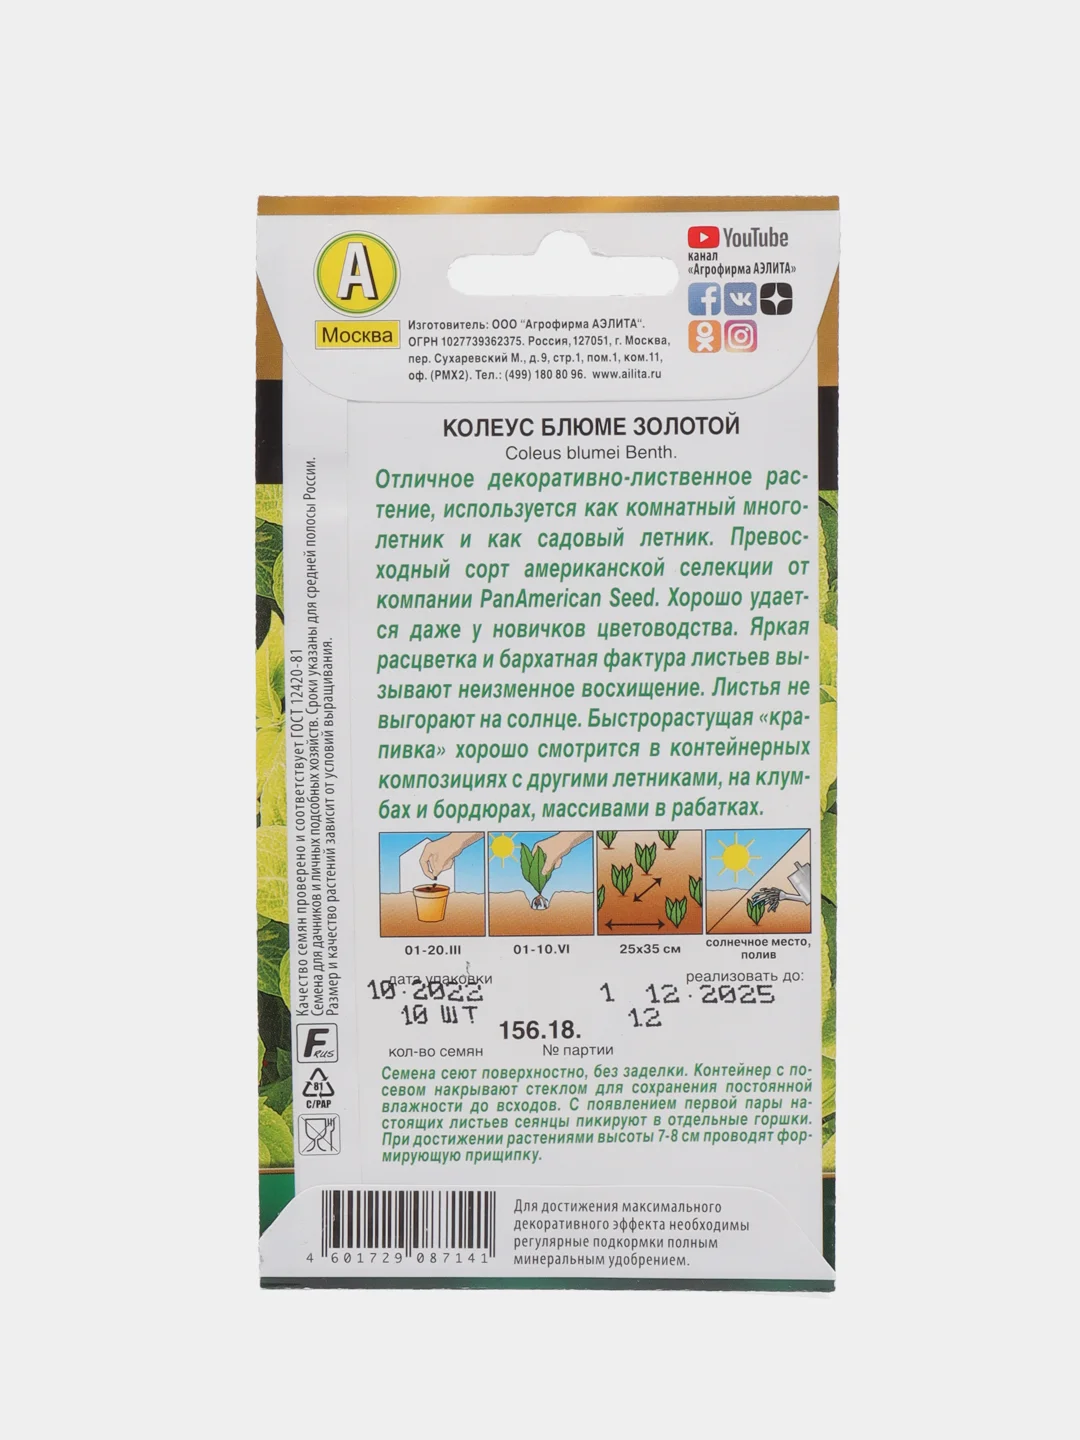 YouTube
канал
«Агрофирма АЭЛИТА»
А
Москва
Изготовитель: ООО "Агрофирма АЭЛИТА".
ОГРН 1027739362375. Россия,127051, г. Москва,
пер. Сухаревский М., д.9, стр.1, пом.1, ком.11,
оф. (РМХ2). Тел.: (499) 180 80 96. www.ailita.ru
КОЛЕУС БЛЮМЕ ЗОЛОТОЙ
Coleus blumei Benth.
Отличное декоративно-лиственное рас-
тение, используется как комнатный много-
летник и как садовый летник. Превос-
ходный сорт американской селекции от
компании PanAmerican Seed. Хорошо удает-
ся даже у новичков цветоводства. Яркая
расцветка и бархатная фактура листьев вы-
зывают неизменное восхищение. Листья не
выгорают на солнце. Быстрорастущая «кра-
пивка» хорошо смотрится в контейнерных
композициях с другими летниками, на клум-
бах и бордюрах, массивами в рабатках.
01-20.III
01-10.VI
25х35 см
солнечное место,
полив
дата упаковки
реализовать до:
10·2022
1 12·2025
10 ШТ
12
156.18.
кол-во семян
№ партии
Семена сеют поверхностно, без заделки. Контейнер с по-
севом накрывают стеклом для сохранения постоянной
влажности до всходов. С появлением первой пары на-
стоящих листьев сеянцы пикируют в отдельные горшки.
При достижении растениями высоты 7-8 см проводят фор-
мирующую прищипку.
Качество семян проверено и соответствует ГОСТ 12420-81
Семена для дачников и личных подсобных хозяйств. Сроки указаны для средней полосы России.
Размер и качество растений зависит от условий выращивания.
F RUS
81
C/PAP
4 601729 087141
Для достижения максимального
декоративного эффекта необходимы
регулярные подкормки полным
минеральным удобрением.